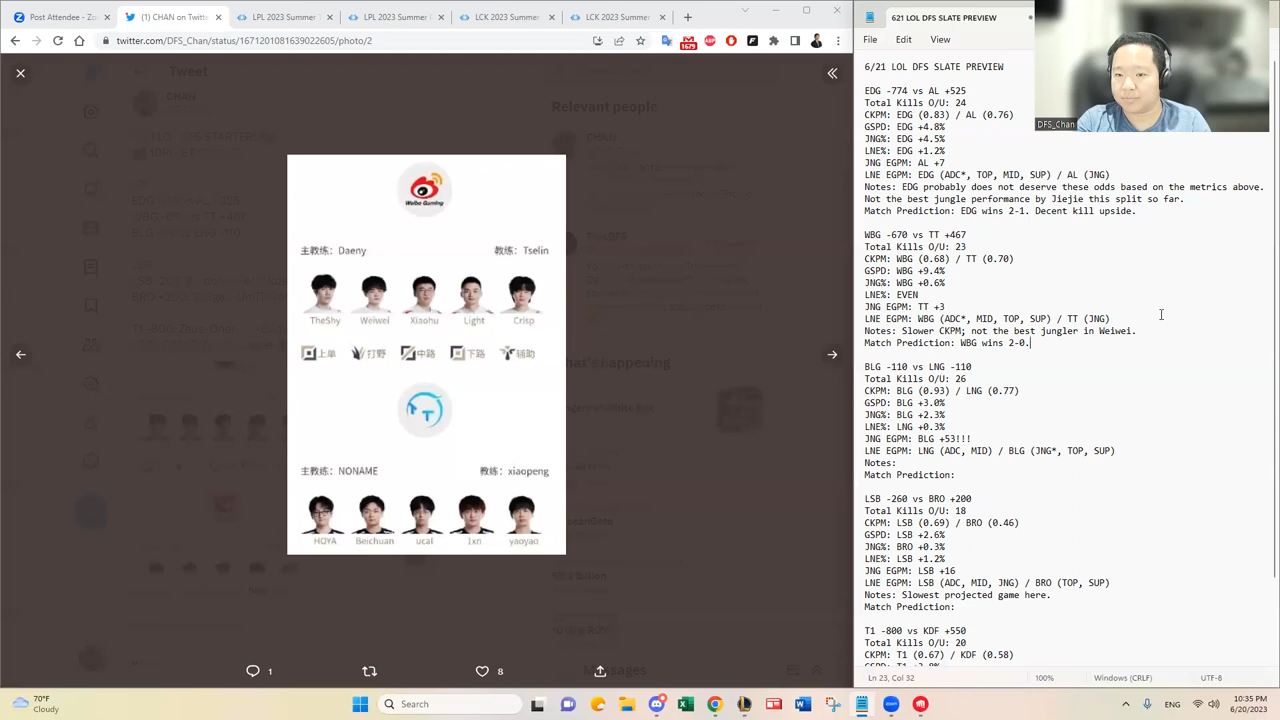 Post Attendee - Zo
(1) CHAN on Twitte
LPL 2023 Summer
LPL 2023 Summer
LCK 2023 Summer
LCK 2023 Summer
twitter.com/DFS_Chan/status/1671201081639022605/photo/2
1679
Tweet
CHAN
Relevant people
Weibo Gaming
主教练：Daeny
教练：Tselin
TheShy
Weiwei
Xiaohu
Light
Crisp
上单
打野
中路
下路
辅助
T
主教练：NONAME
教练：xiaopeng
HOYA
Beichuan
ucal
1xn
yaoyao
1
8
Messages
621 LOL DFS SLATE PREVIEW
File
Edit
View
DFS_Chan
6/21 LOL DFS SLATE PREVIEW
EDG -774 vs AL +525
Total Kills O/U: 24
CKPM: EDG (0.83) / AL (0.76)
GSPD: EDG +4.8%
JNG%: EDG +4.5%
LNE%: EDG +1.2%
JNG EGPM: AL +7
LNE EGPM: EDG (ADC*, TOP, MID, SUP) / AL (JNG)
Notes: EDG probably does not deserve these odds based on the metrics above.
Not the best jungle performance by Jiejie this split so far.
Match Prediction: EDG wins 2-1. Decent kill upside.
WBG -670 vs TT +467
Total Kills O/U: 23
CKPM: WBG (0.68) / TT (0.70)
GSPD: WBG +9.4%
JNG%: WBG +0.6%
LNE%: EVEN
JNG EGPM: TT +3
LNE EGPM: WBG (ADC*, MID, TOP, SUP) / TT (JNG)
Notes: Slower CKPM; not the best jungler in Weiwei.
Match Prediction: WBG wins 2-0.
BLG -110 vs LNG -110
Total Kills O/U: 26
CKPM: BLG (0.93) / LNG (0.77)
GSPD: BLG +3.0%
JNG%: BLG +2.3%
LNE%: LNG +0.3%
JNG EGPM: BLG +53!!!
LNE EGPM: LNG (ADC, MID) / BLG (JNG*, TOP, SUP)
Notes:
Match Prediction:
LSB -260 vs BRO +200
Total Kills O/U: 18
CKPM: LSB (0.69) / BRO (0.46)
GSPD: LSB +2.6%
JNG%: BRO +0.3%
LNE%: LSB +1.2%
JNG EGPM: LSB +16
LNE EGPM: LSB (ADC, MID, JNG) / BRO (TOP, SUP)
Notes: Slowest projected game here.
Match Prediction:
T1 -800 vs KDF +550
Total Kills O/U: 20
CKPM: T1 (0.67) / KDF (0.58)
Ln 23, Col 32
100%
Windows (CRLF)
UTF-8
70°F
Cloudy
Search
ENG
10:35 PM
6/20/2023